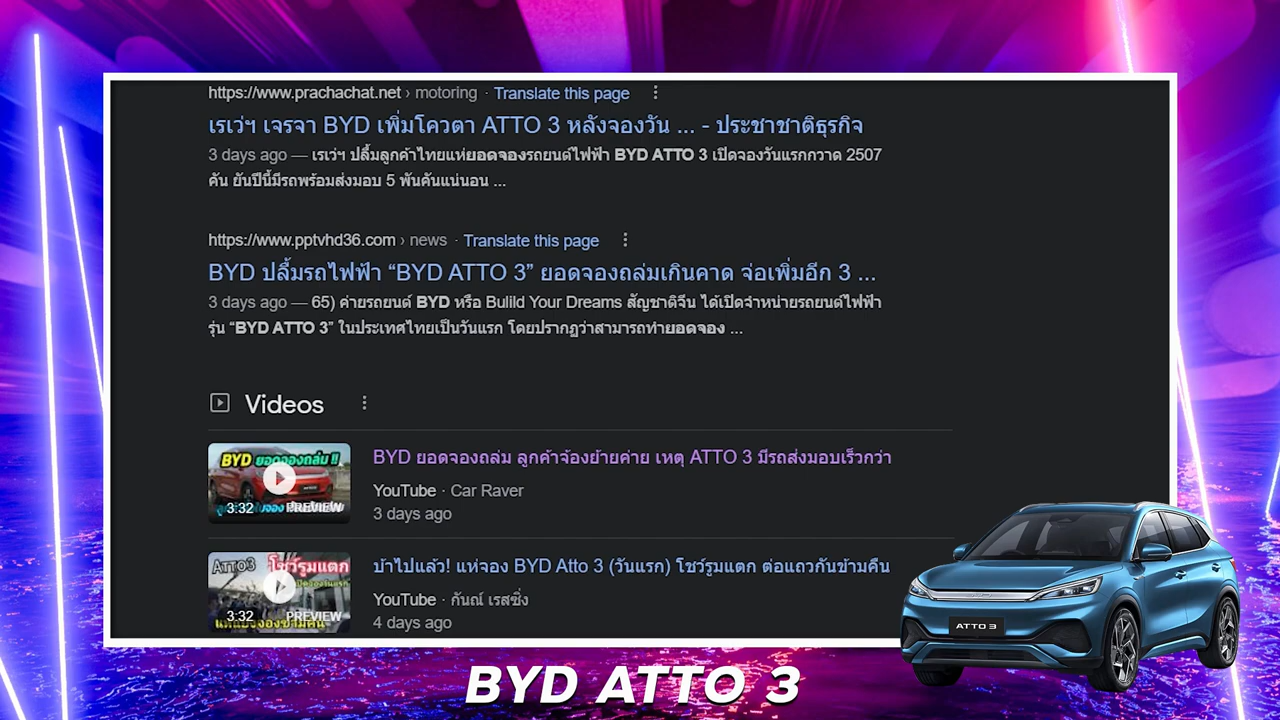 https://www.prachachat.net › motoring · Translate this page
เรเว่ฯ เจรจา BYD เพิ่มโควตา ATTO 3 หลังจองวัน ... - ประชาชาติธุรกิจ
3 days ago — เรเว่ฯ ปลื้มลูกค้าไทยแห่ยอดจองรถยนต์ไฟฟ้า BYD ATTO 3 เปิดจองวันแรกกวาด 2507
คัน ยันปีนี้มีรถพร้อมส่งมอบ 5 พันคันแน่นอน ...
https://www.pptvhd36.com › news · Translate this page
BYD ปลื้มรถไฟฟ้า “BYD ATTO 3” ยอดจองถล่มเกินคาด จ่อเพิ่มอีก 3 ...
3 days ago — 65) ค่ายรถยนต์ BYD หรือ Bulild Your Dreams สัญชาติจีน ได้เปิดจำหน่ายรถยนต์ไฟฟ้า
รุ่น “BYD ATTO 3” ในประเทศไทยเป็นวันแรก โดยปรากฏว่าสามารถทำยอดจอง ...
Videos
BYD ยอดจองถล่ม !!
3:32 PREVIEW
BYD ยอดจองถล่ม ลูกค้าจ้องย้ายค่าย เหตุ ATTO 3 มีรถส่งมอบเร็วกว่า
YouTube · Car Raver
3 days ago
ATTO3 โชว์รูมแตก
3:32 PREVIEW
บ้าไปแล้ว! แห่จอง BYD Atto 3 (วันแรก) โชว์รูมแตก ต่อแถวกันข้ามคืน
YouTube · กันณ์ เรสซิ่ง
4 days ago
ATTO 3
BYD ATTO 3